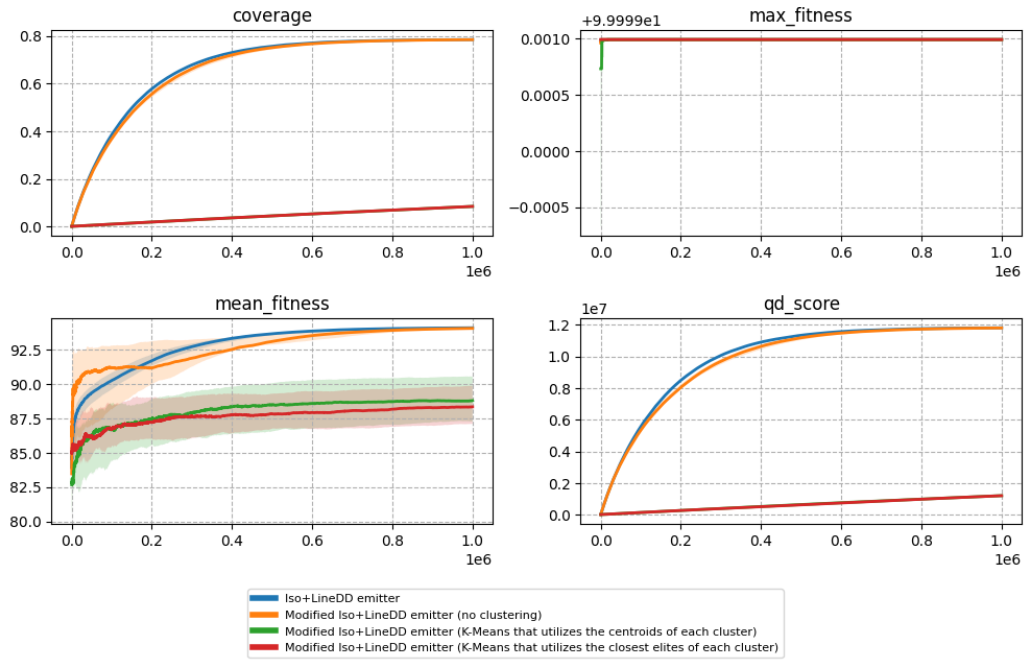 coverage
0.8
0.6
0.4
0.2
0.0
0.0 0.2 0.4 0.6 0.8 1.0
1e6
max_fitness
+9.9999e1
0.0010
0.0005
0.0000
−0.0005
0.0 0.2 0.4 0.6 0.8 1.0
1e6
mean_fitness
92.5
90.0
87.5
85.0
82.5
80.0
0.0 0.2 0.4 0.6 0.8 1.0
1e6
qd_score
1e7
1.2
1.0
0.8
0.6
0.4
0.2
0.0
0.0 0.2 0.4 0.6 0.8 1.0
1e6
Iso+LineDD emitter
Modified Iso+LineDD emitter (no clustering)
Modified Iso+LineDD emitter (K-Means that utilizes the centroids of each cluster)
Modified Iso+LineDD emitter (K-Means that utilizes the closest elites of each cluster)